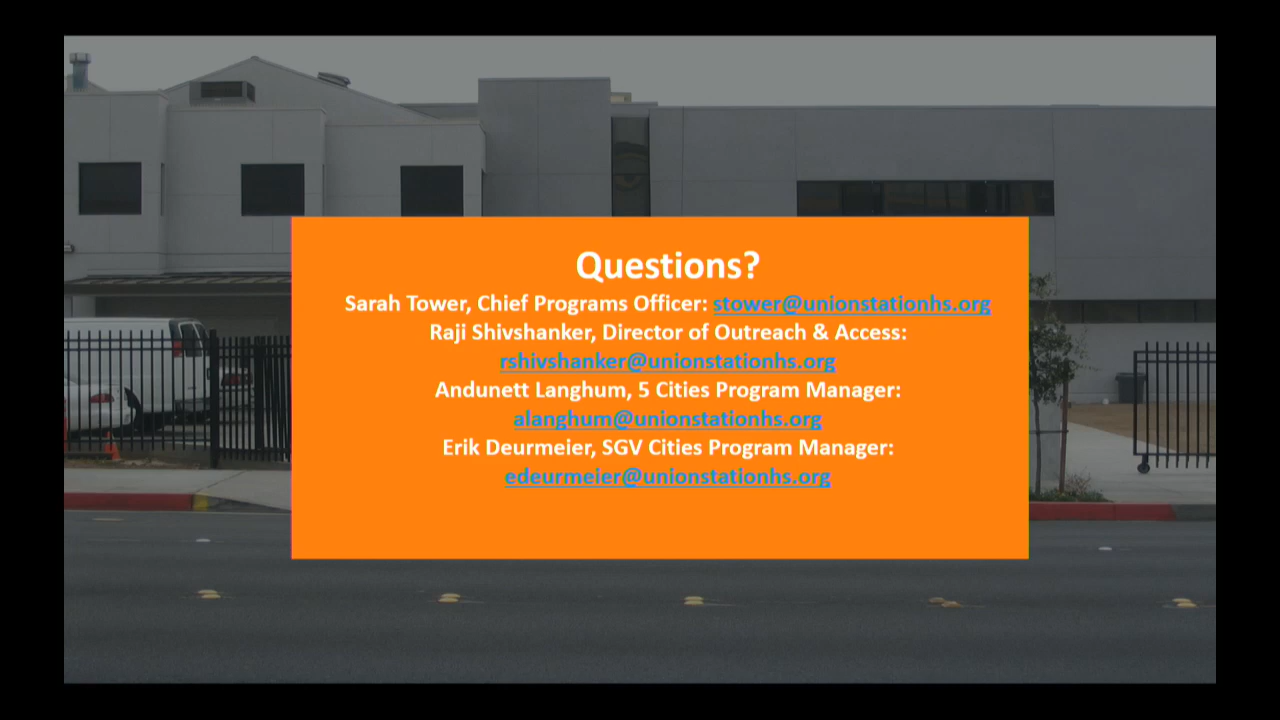 Questions?
Sarah Tower, Chief Programs Officer: stower@unionstationhs.org
Raji Shivshanker, Director of Outreach & Access:
rshivshanker@unionstationhs.org
Andunett Langhum, 5 Cities Program Manager:
alanghum@unionstationhs.org
Erik Deurmeier, SGV Cities Program Manager:
edeurmeier@unionstationhs.org